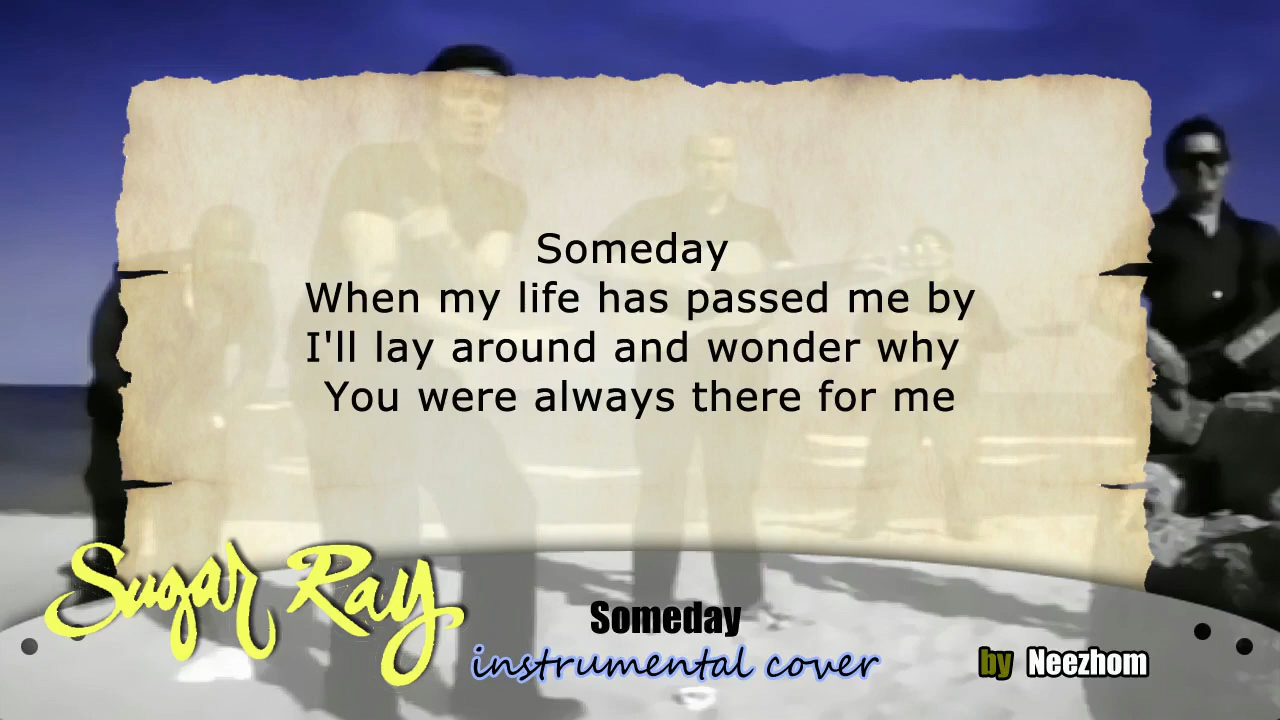 Someday
When my life has passed me by
I'll lay around and wonder why
You were always there for me
Sugar Ray
Someday
instrumental cover
by Neezhom